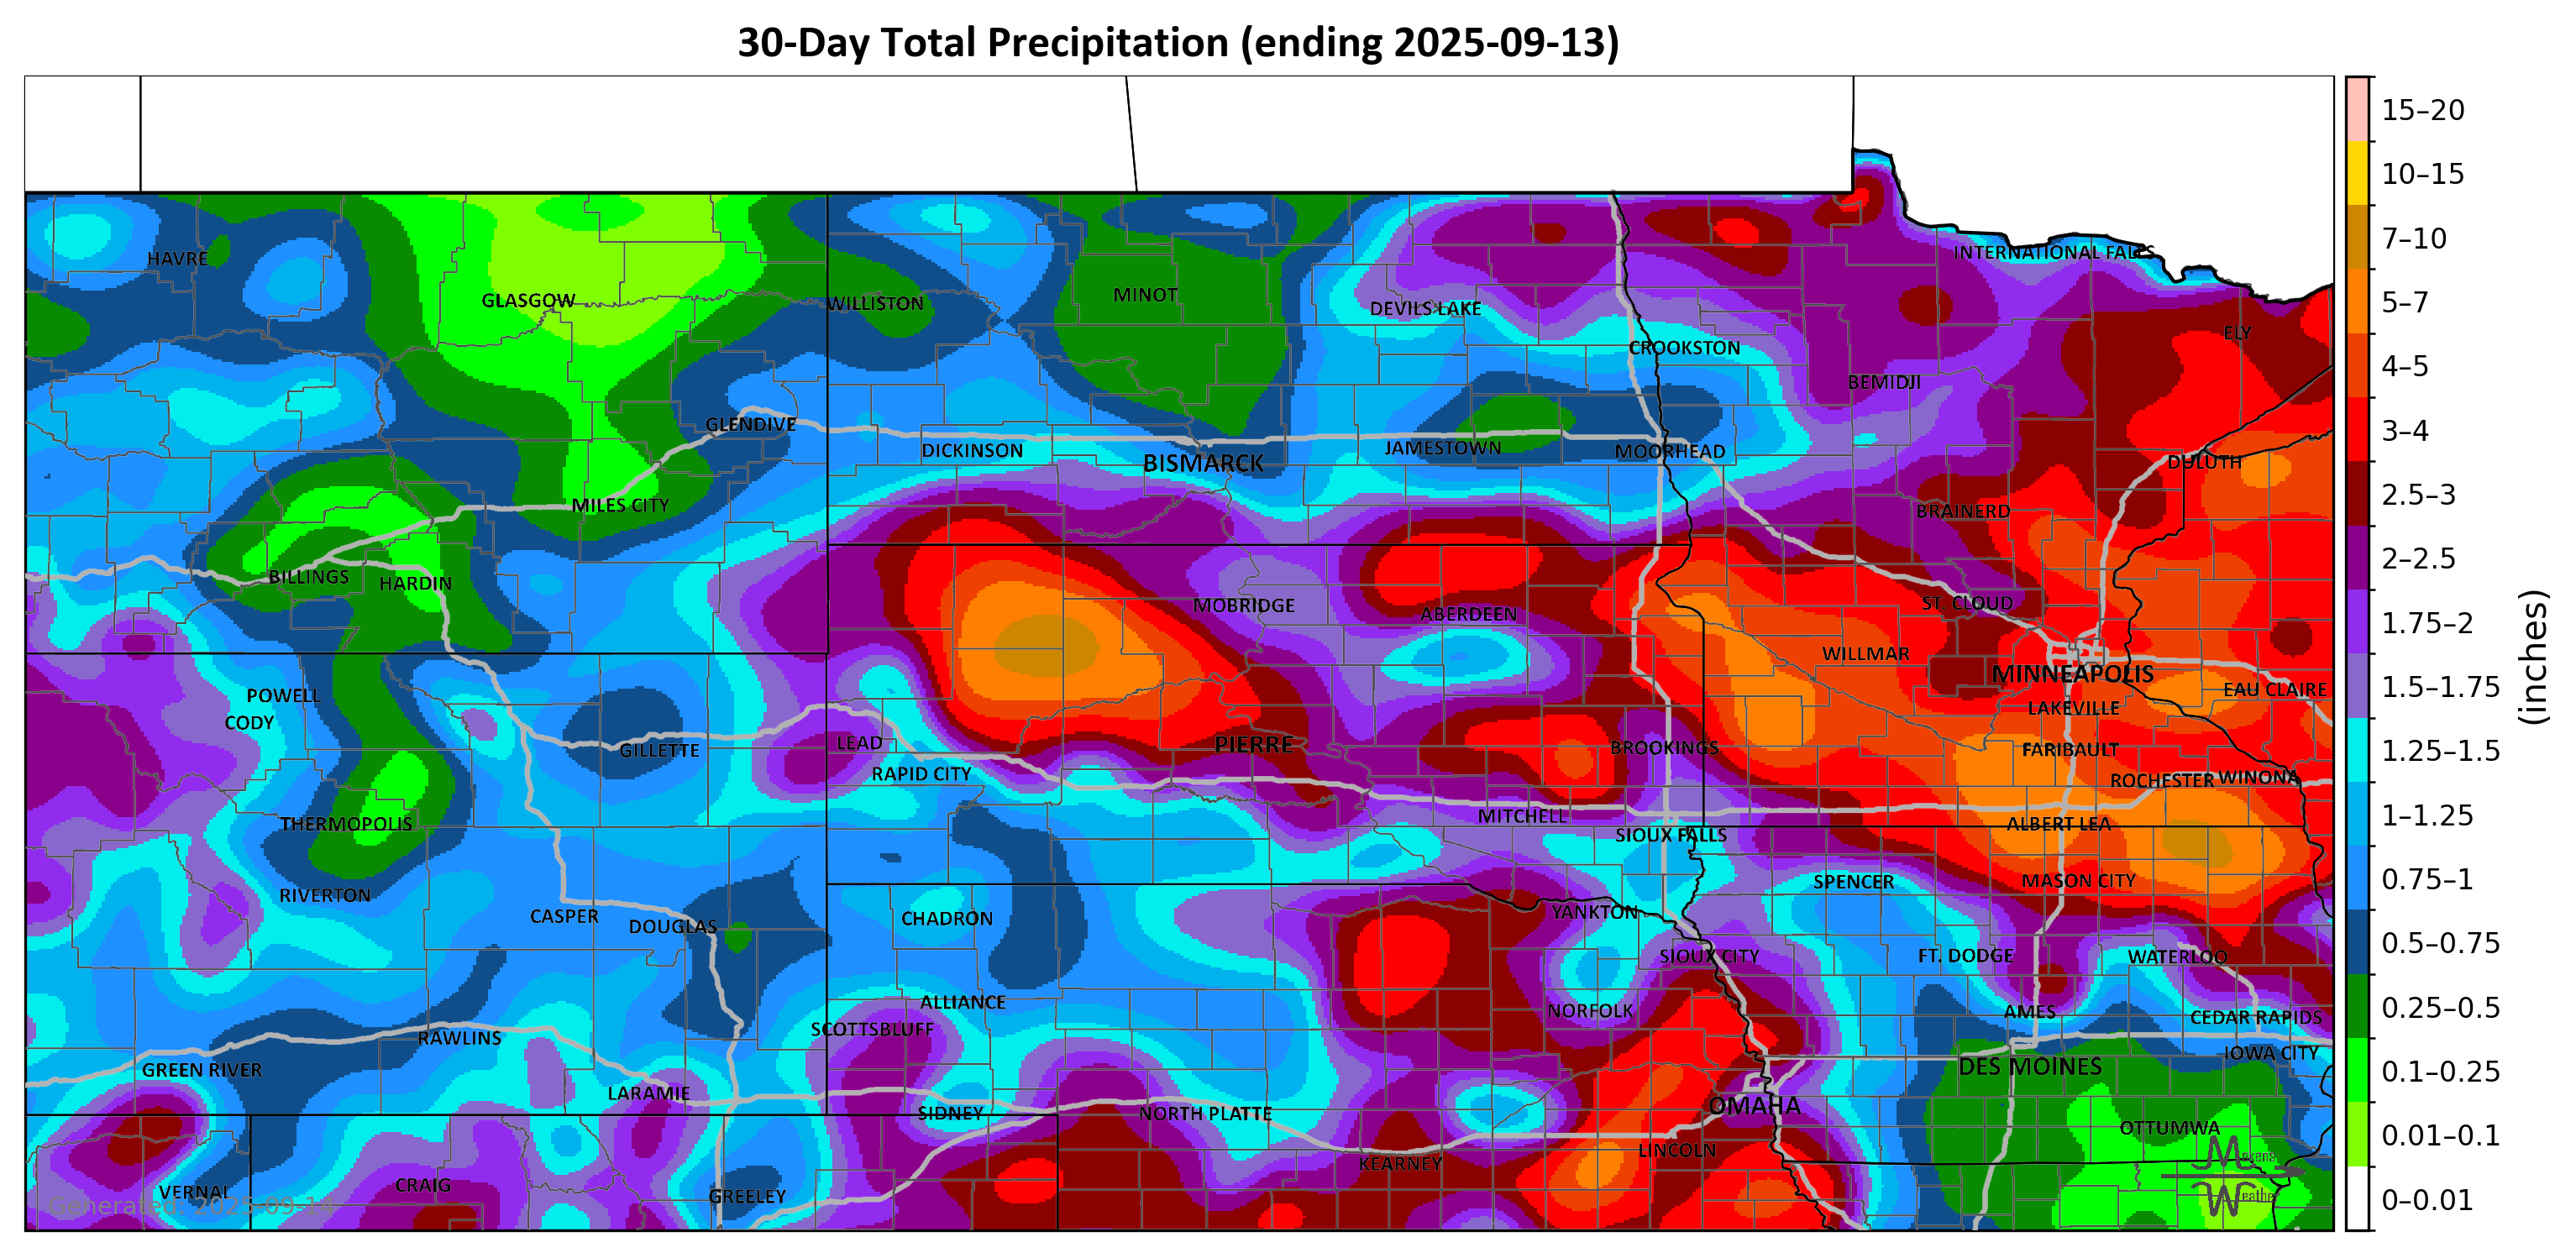 30-Day Total Precipitation (ending 2025-09-13)
15–20
10–15
7–10
5–7
4–5
3–4
2.5–3
2–2.5
1.75–2
1.5–1.75
1.25–1.5
1–1.25
0.75–1
0.5–0.75
0.25–0.5
0.1–0.25
0.01–0.1
0–0.01
(inches)
HAVRE
INTERNATIONAL FALLS
GLASGOW
WILLISTON
MINOT
DEVILS LAKE
ELY
CROOKSTON
BEMIDJI
GLENDIVE
DICKINSON
BISMARCK
JAMESTOWN
MOORHEAD
DULUTH
MILES CITY
BRAINERD
BILLINGS
HARDIN
MOBRIDGE
ABERDEEN
ST. CLOUD
WILLMAR
MINNEAPOLIS
POWELL
CODY
EAU CLAIRE
LAKEVILLE
GILLETTE
LEAD
PIERRE
BROOKINGS
FARIBAULT
RAPID CITY
ROCHESTER
WINONA
THERMOPOLIS
MITCHELL
SIOUX FALLS
ALBERT LEA
RIVERTON
SPENCER
MASON CITY
CASPER
DOUGLAS
CHADRON
YANKTON
SIOUX CITY
FT. DODGE
WATERLOO
ALLIANCE
NORFOLK
AMES
CEDAR RAPIDS
SCOTTSBLUFF
RAWLINS
IOWA CITY
GREEN RIVER
DES MOINES
LARAMIE
SIDNEY
NORTH PLATTE
OMAHA
OTTUMWA
LINCOLN
KEARNEY
VERNAL
CRAIG
GREELEY
Generated: 2025-09-14
Makens
Weather